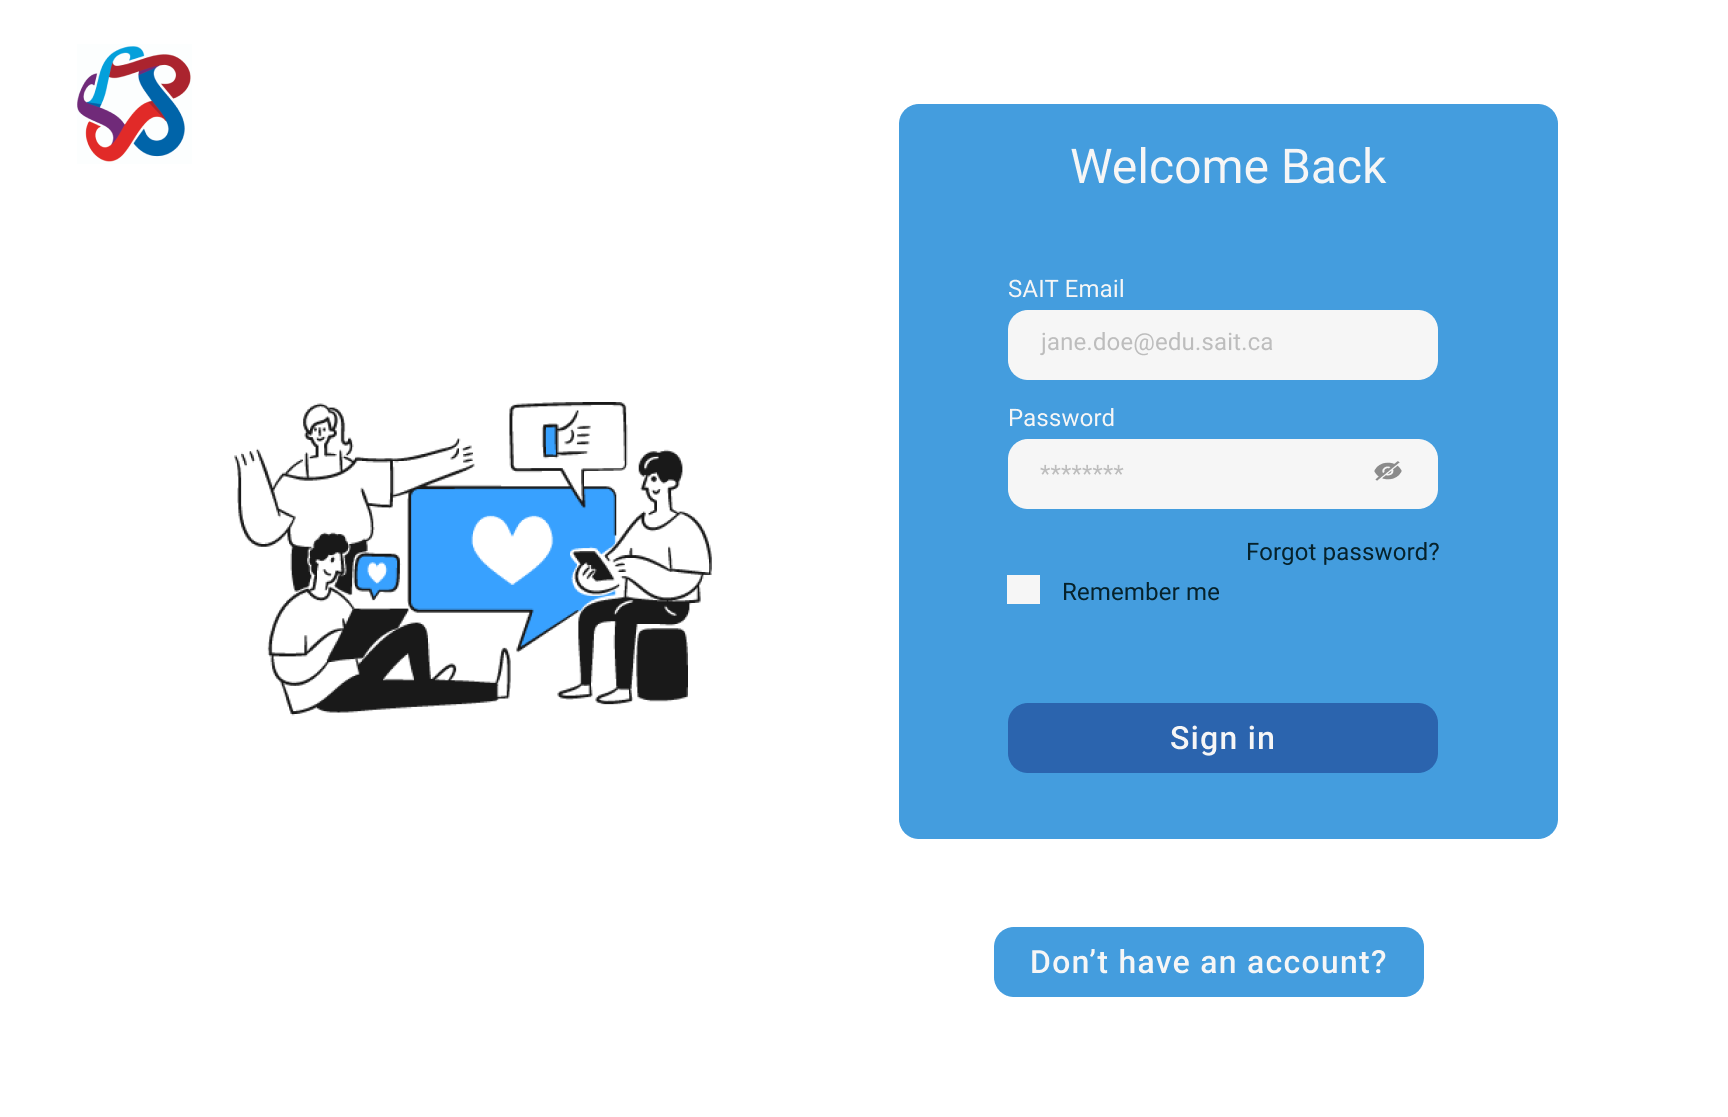 Welcome Back
SAIT Email
jane.doe@edu.sait.ca
Password
********
Forgot password?
Remember me
Sign in
Don’t have an account?